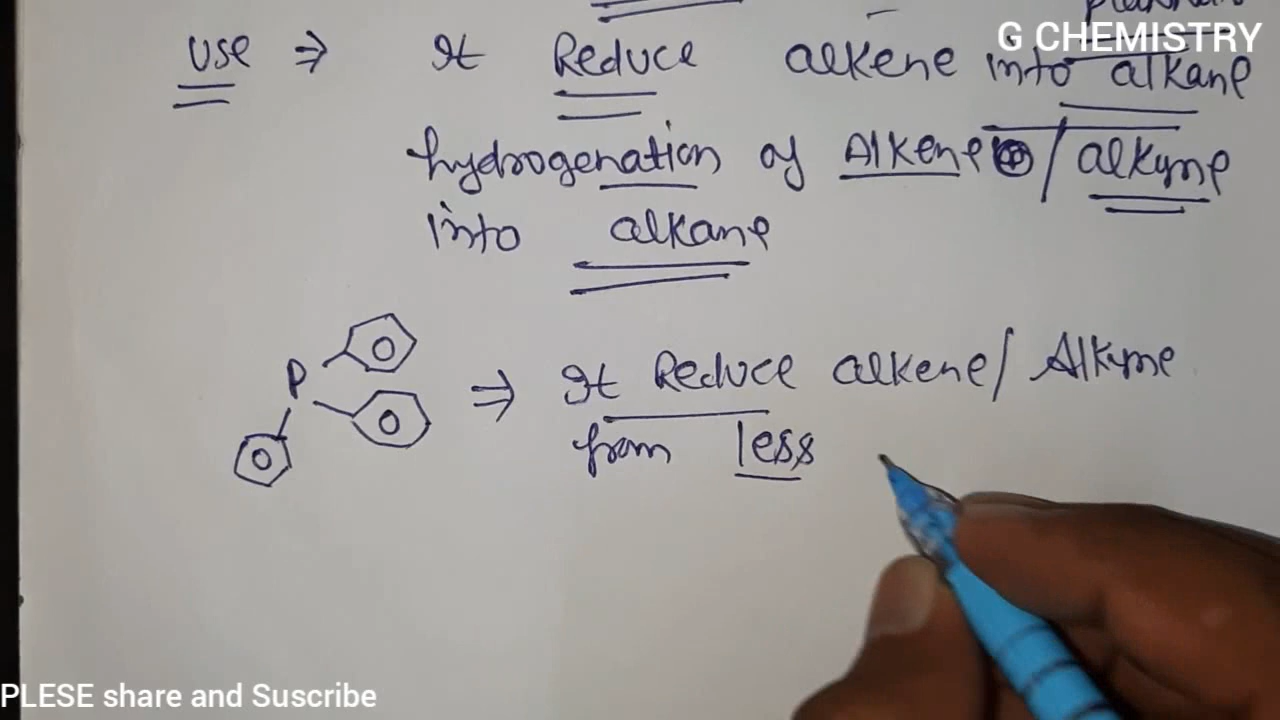 G CHEMISTRY
Use ⇒ It Reduce alkene into alkane
hydrogenation of Alkene / alkyne
into alkane
P ⇒ It Reduce alkene / Alkyne
from less
PLESE share and Suscribe